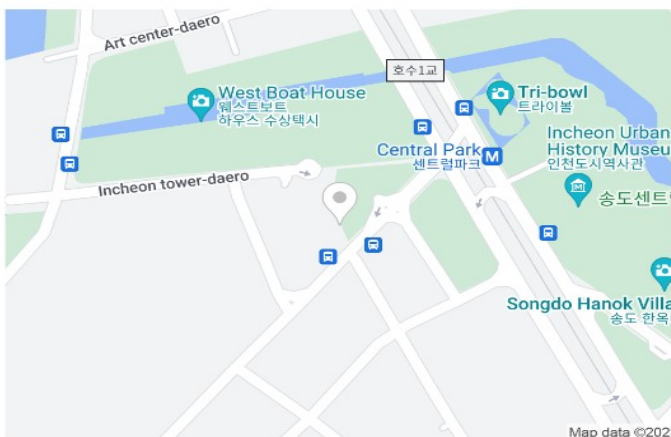 Art center-daero
호수1교
West Boat House
웨스트보트
하우스 수상택시
Tri-bowl
트라이볼
Central Park
센트럴파크
M
Incheon Urban
History Museu
인천도시역사관
Incheon tower-daero
송도센트
Songdo Hanok Villa
송도 한옥
Map data ©202